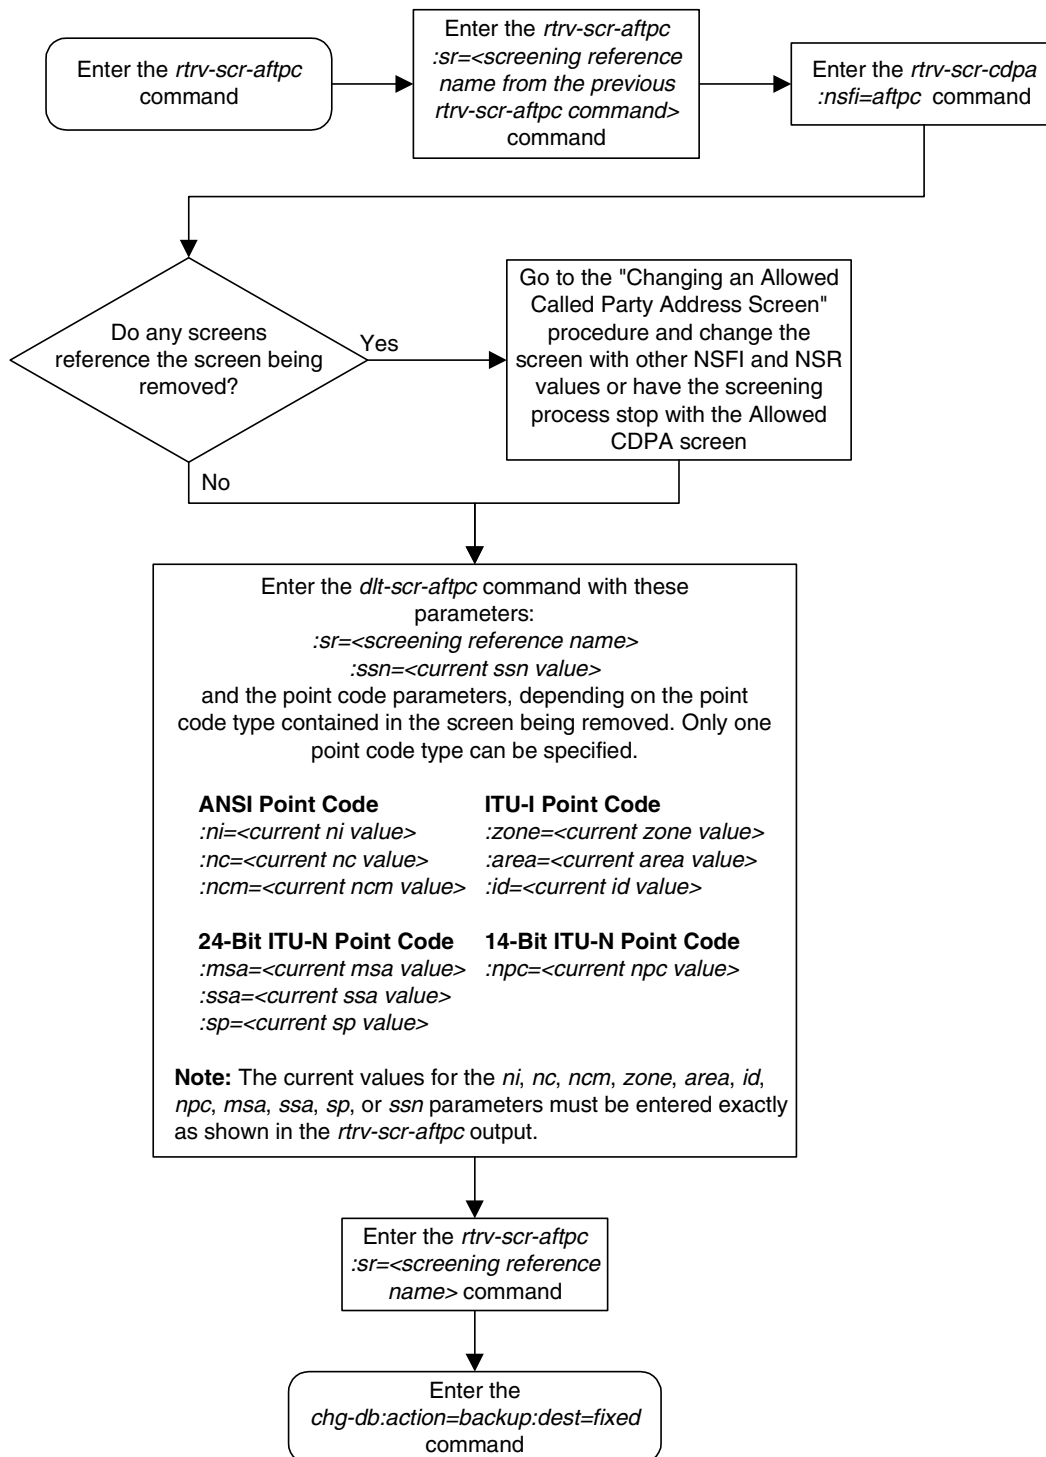 Enter the rtrv-scr-aftpc
command
Enter the rtrv-scr-aftpc
:sr=<screening reference
name from the previous
rtrv-scr-aftpc command>
command
Enter the rtrv-scr-cdpa
:nsfi=aftpc command
Do any screens
reference the screen being
removed?
Yes
No
Go to the "Changing an Allowed
Called Party Address Screen"
procedure and change the
screen with other NSFI and NSR
values or have the screening
process stop with the Allowed
CDPA screen
Enter the dlt-scr-aftpc command with these
parameters:
:sr=<screening reference name>
:ssn=<current ssn value>
and the point code parameters, depending on the point
code type contained in the screen being removed. Only one
point code type can be specified.
ANSI Point Code
:ni=<current ni value>
:nc=<current nc value>
:ncm=<current ncm value>
ITU-I Point Code
:zone=<current zone value>
:area=<current area value>
:id=<current id value>
24-Bit ITU-N Point Code
:msa=<current msa value>
:ssa=<current ssa value>
:sp=<current sp value>
14-Bit ITU-N Point Code
:npc=<current npc value>
Note: The current values for the ni, nc, ncm, zone, area, id,
npc, msa, ssa, sp, or ssn parameters must be entered exactly
as shown in the rtrv-scr-aftpc output.
Enter the rtrv-scr-aftpc
:sr=<screening reference
name> command
Enter the
chg-db:action=backup:dest=fixed
command